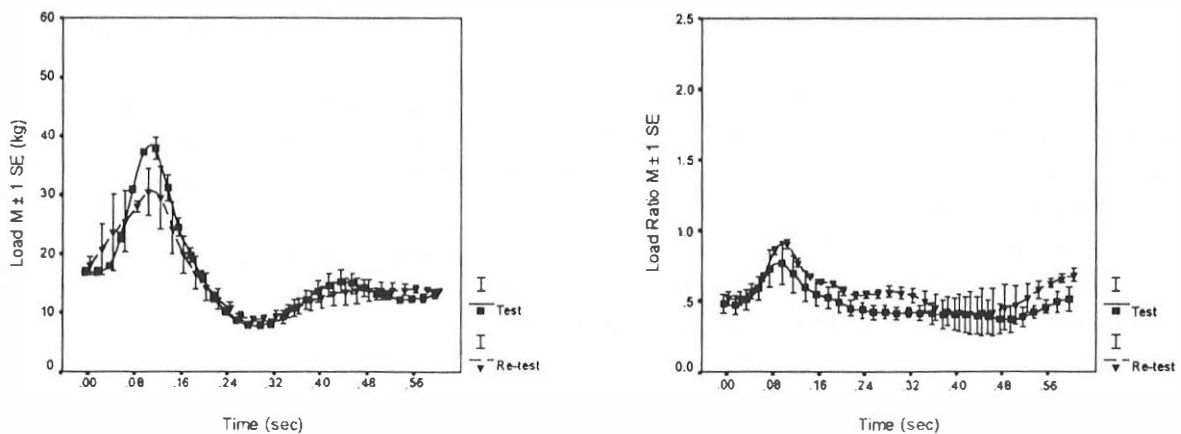 Load M ± 1 SE (kg)
60
50
40
30
20
10
0
.00 .08 .16 .24 .32 .40 .48 .56
Time (sec)
Test
Re-test
Load Ratio M ± 1 SE
2.5
2.0
1.5
1.0
.5
0.0
.00 .08 .16 .24 .32 .40 .48 .56
Time (sec)
Test
Re-test